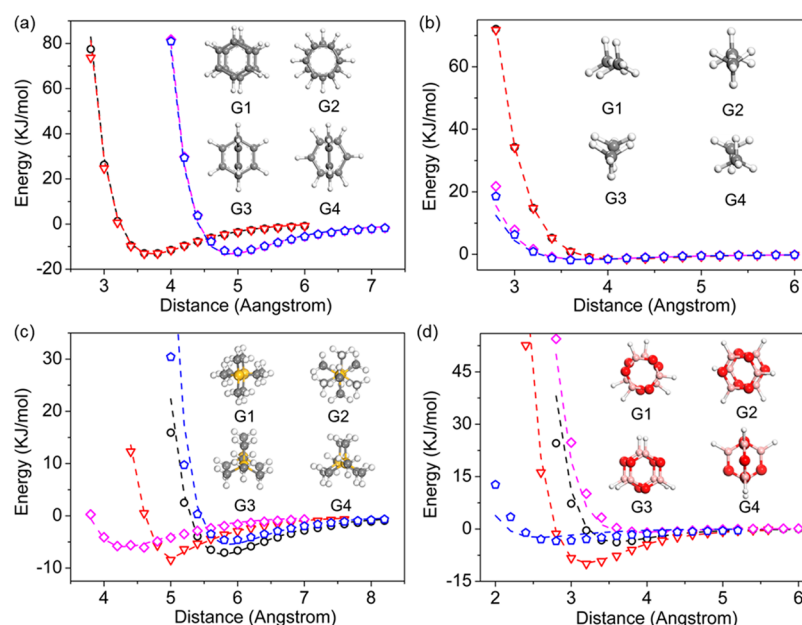 (a)
80
60
40
20
0
-20
Energy (KJ/mol)
G1
G2
G3
G4
3
4
5
6
7
Distance (Aangstrom)
(b)
60
40
20
0
Energy (KJ/mol)
G1
G2
G3
G4
3
4
5
6
Distance (Angstrom)
(c)
30
20
10
0
-10
Energy (KJ/mol)
G1
G2
G3
G4
4
5
6
7
8
Distance (Angstrom)
(d)
45
30
15
0
-15
Energy (KJ/mol)
G1
G2
G3
G4
2
3
4
5
6
Distance (Angstrom)